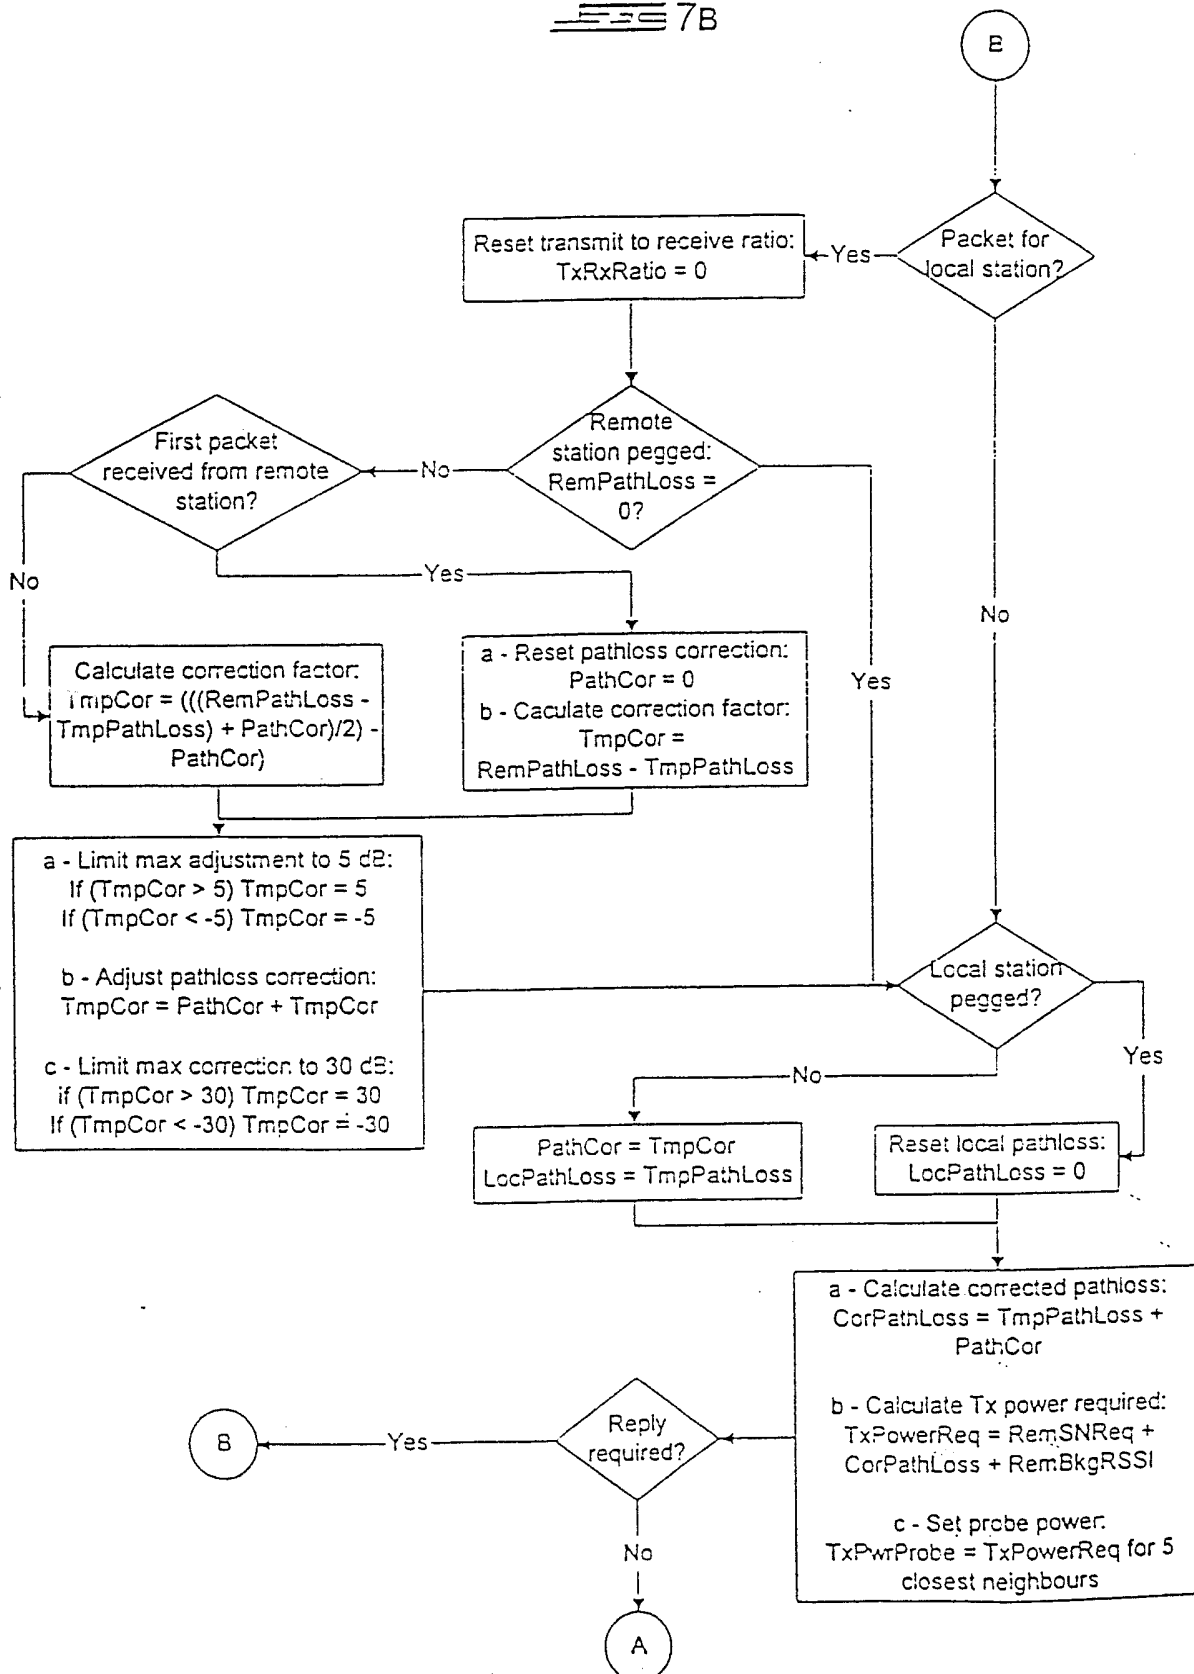 7B
E
Packet for
local station?
Yes
Reset transmit to receive ratio:
TxRxRatio = 0
Remote
station pegged:
RemPathLoss =
0?
No
First packet
received from remote
station?
Yes
No
Yes
No
Calculate correction factor:
TmpCor = (((RemPathLoss -
TmpPathLoss) + PathCor)/2) -
PathCor)
a - Reset pathloss correction:
PathCor = 0
b - Caculate correction factor:
TmpCor =
RemPathLoss - TmpPathLoss
a - Limit max adjustment to 5 dB:
If (TmpCor > 5) TmpCor = 5
If (TmpCor < -5) TmpCor = -5
b - Adjust pathloss correction:
TmpCor = PathCor + TmpCor
c - Limit max correction to 30 dB:
if (TmpCor > 30) TmpCor = 30
If (TmpCor < -30) TmpCor = -30
Local station
pegged?
No
Yes
PathCor = TmpCor
LocPathLoss = TmpPathLoss
Reset local pathloss:
LocPathLoss = 0
a - Calculate corrected pathloss:
CorPathLoss = TmpPathLoss +
PathCor
b - Calculate Tx power required:
TxPowerReq = RemSNReq +
CorPathLoss + RemBkgRSSI
c - Set probe power:
TxPwrProbe = TxPowerReq for 5
closest neighbours
Reply
required?
Yes
B
No
A